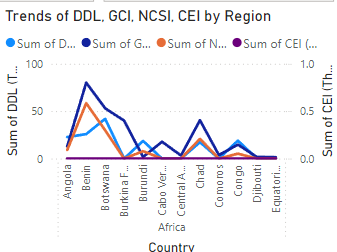 Trends of DDL, GCI, NCSI, CEI by Region
Sum of D... Sum of G... Sum of N... Sum of CEI (...
100
50
0
1.0
0.5
0.0
Sum of DDL (T...
Sum of CEI (Th...
Angola
Benin
Botswana
Burkina F...
Burundi
Cabo Ver...
Central A...
Chad
Comoros
Congo
Djibouti
Equatori...
Africa
Country